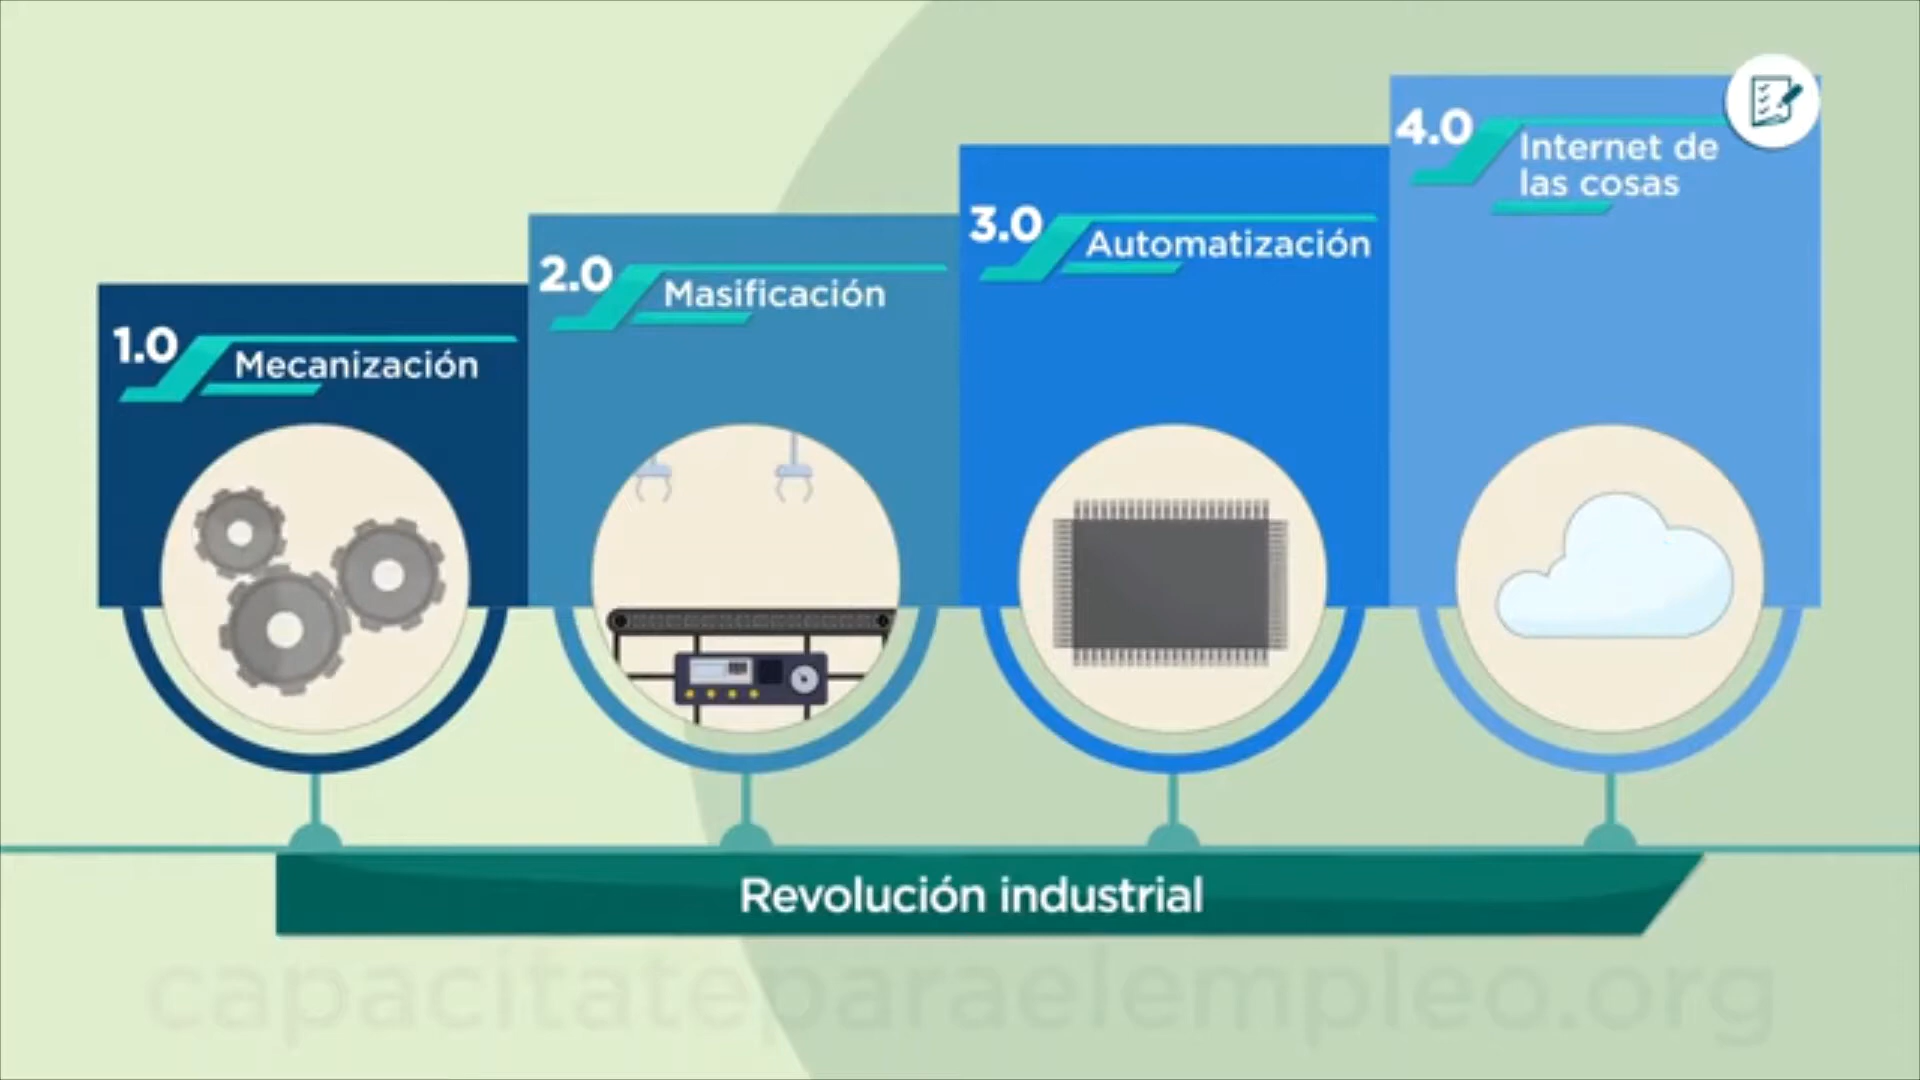 1.0
Mecanización
2.0
Masificación
3.0
Automatización
4.0
Internet de
las cosas
Revolución industrial
capacitateparaelempleo.org